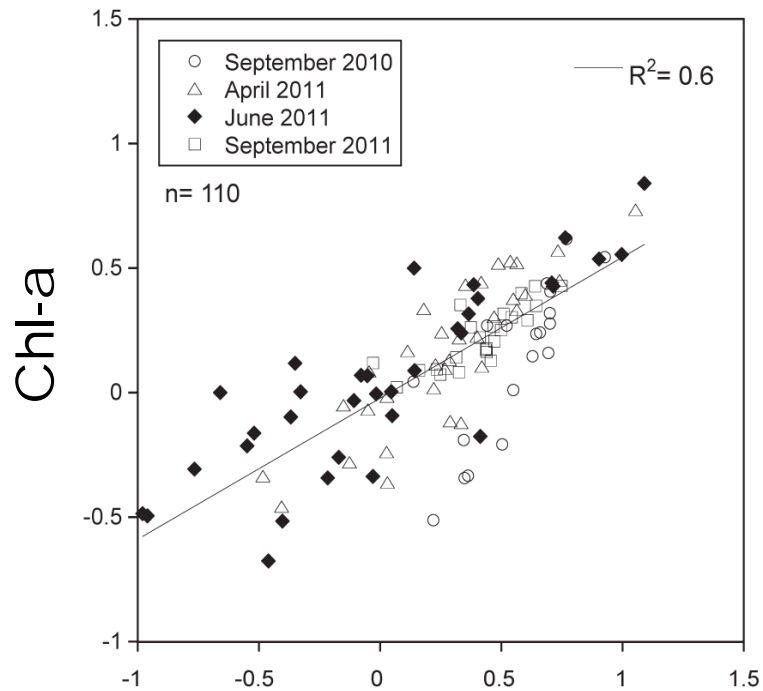 1.5
September 2010
April 2011
June 2011
September 2011
R²= 0.6
n= 110
1
0.5
0
-0.5
-1
Chl-a
-1 -0.5 0 0.5 1 1.5